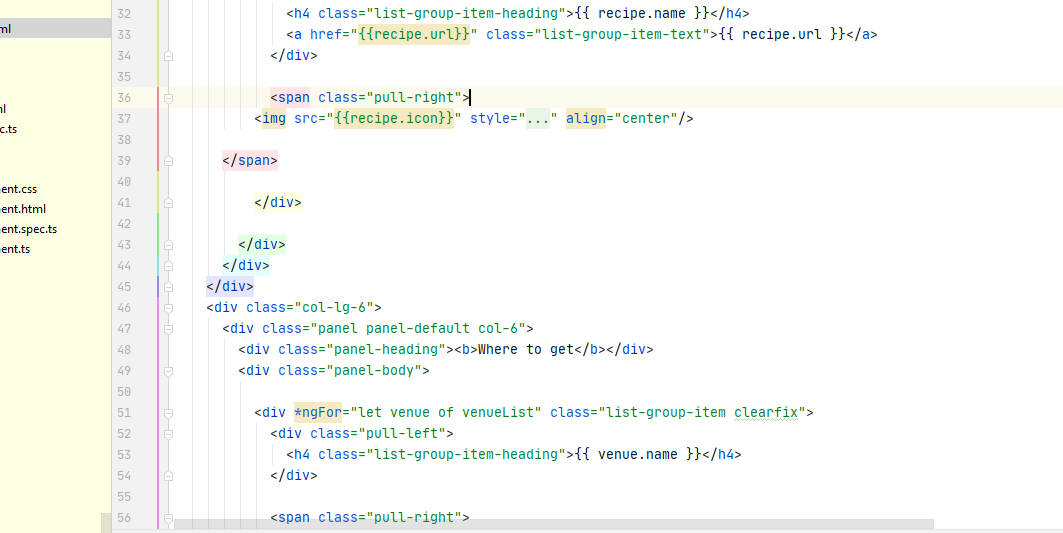 ml
ml
c.ts
ent.css
ent.html
ent.spec.ts
ent.ts
32 <h4 class="list-group-item-heading">{{ recipe.name }}</h4>
33 <a href="{{recipe.url}}" class="list-group-item-text">{{ recipe.url }}</a>
34 </div>
35
36 <span class="pull-right">
37 <img src="{{recipe.icon}}" style="..." align="center"/>
38
39 </span>
40
41 </div>
42
43 </div>
44 </div>
45 </div>
46 <div class="col-lg-6">
47 <div class="panel panel-default col-6">
48 <div class="panel-heading"><b>Where to get</b></div>
49 <div class="panel-body">
50
51 <div *ngFor="let venue of venueList" class="list-group-item clearfix">
52 <div class="pull-left">
53 <h4 class="list-group-item-heading">{{ venue.name }}</h4>
54 </div>
55
56 <span class="pull-right">